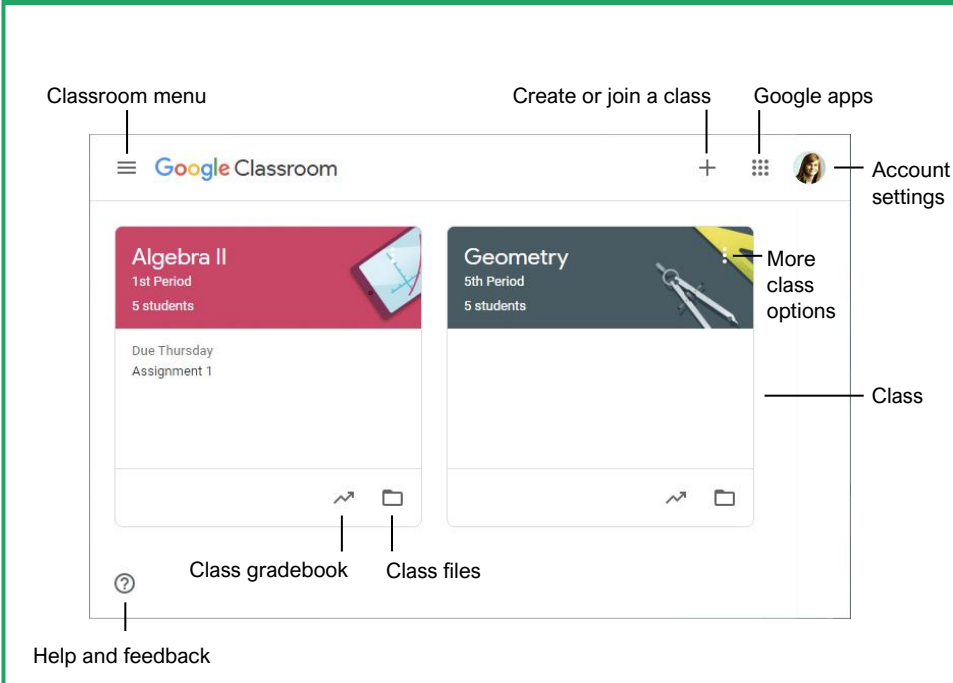 Classroom menu
Create or join a class
Google apps
Google Classroom
Account
settings
Algebra II
1st Period
5 students
Geometry
5th Period
5 students
More
class
options
Due Thursday
Assignment 1
Class
Class gradebook
Class files
Help and feedback